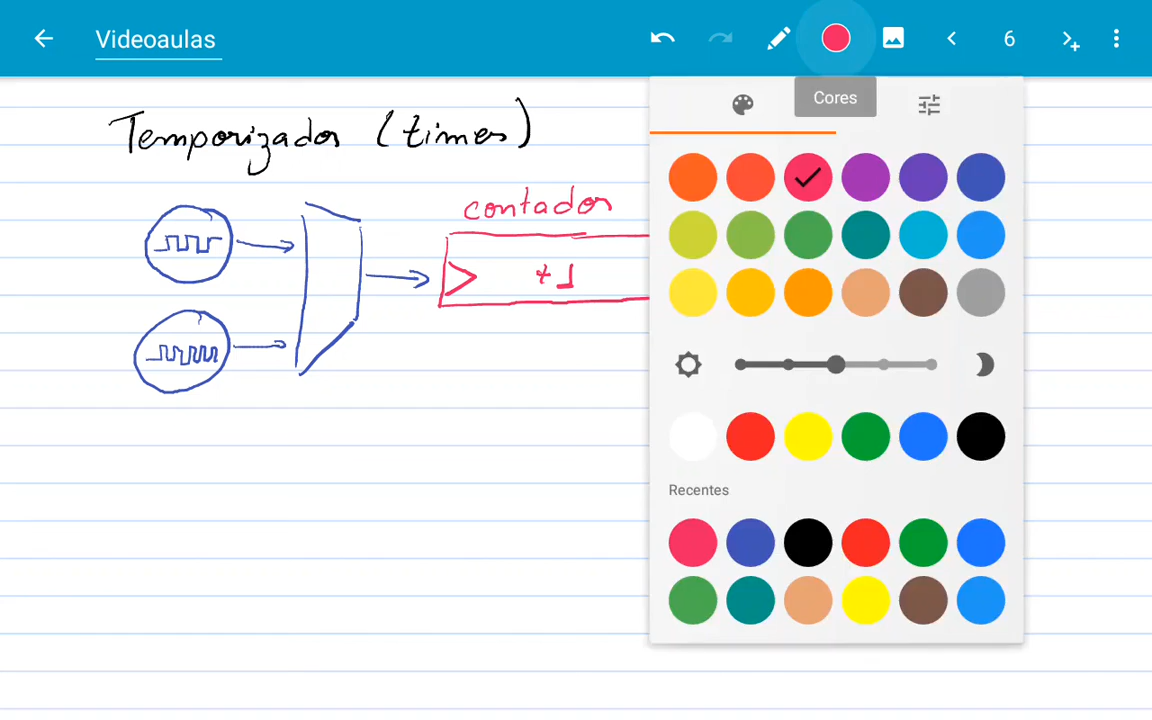 Videoaulas
6
Cores
Temporizador (timer)
contador
+1
Recentes